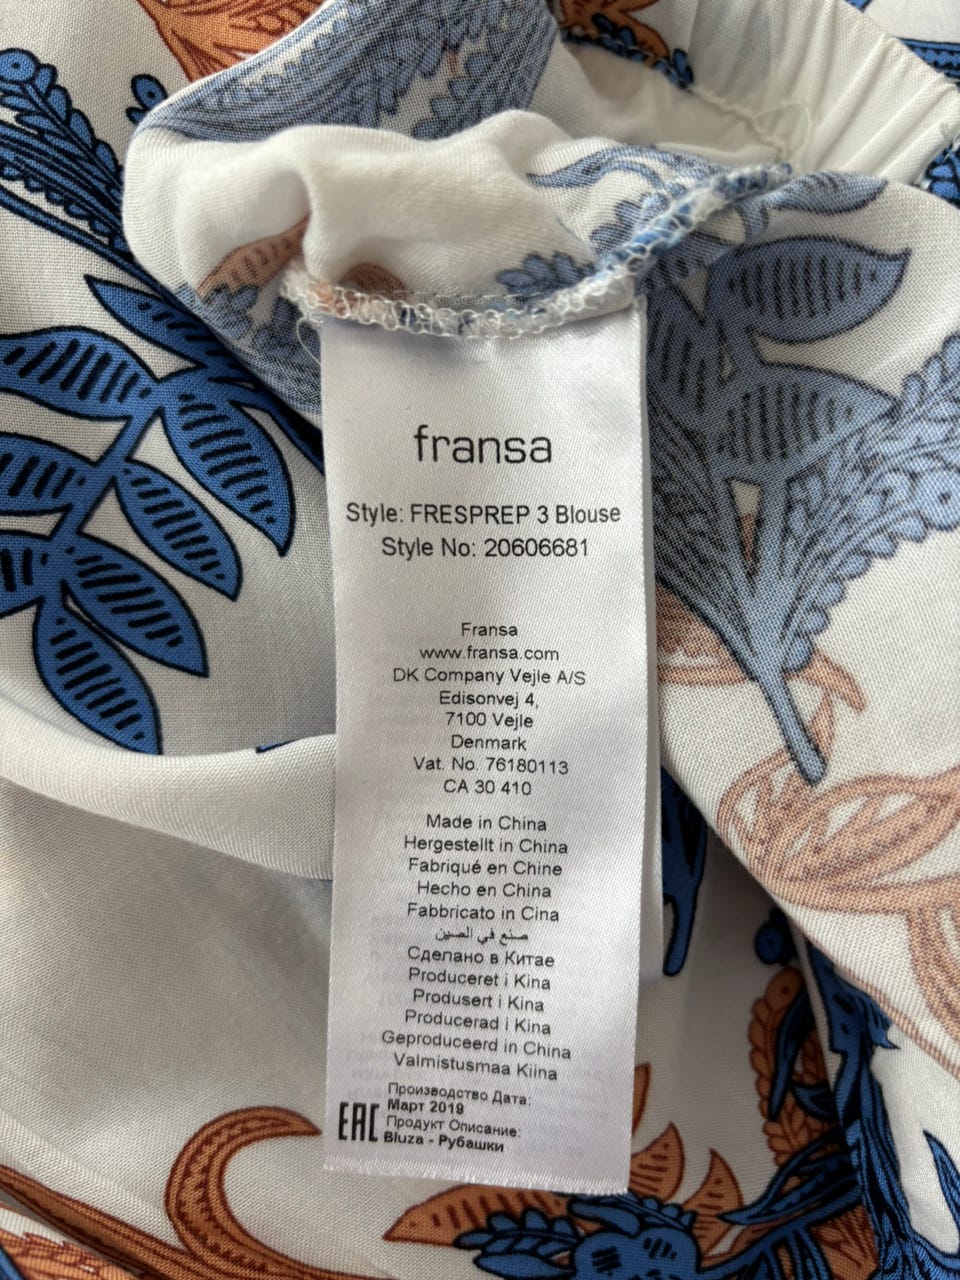 fransa
Style: FRESPREP 3 Blouse
Style No: 20606681
Fransa
www.fransa.com
DK Company Vejle A/S
Edisonvej 4,
7100 Vejle
Denmark
Vat. No. 76180113
CA 30 410
Made in China
Hergestellt in China
Fabriqué en Chine
Hecho en China
Fabbricato in Cina
صنع في الصين
Сделано в Китае
Produceret i Kina
Produsert i Kina
Producerad i Kina
Geproduceerd in China
Valmistusmaa Kiina
Производство Дата:
Март 2019
EAC Продукт Описание:
Bluza - Рубашки